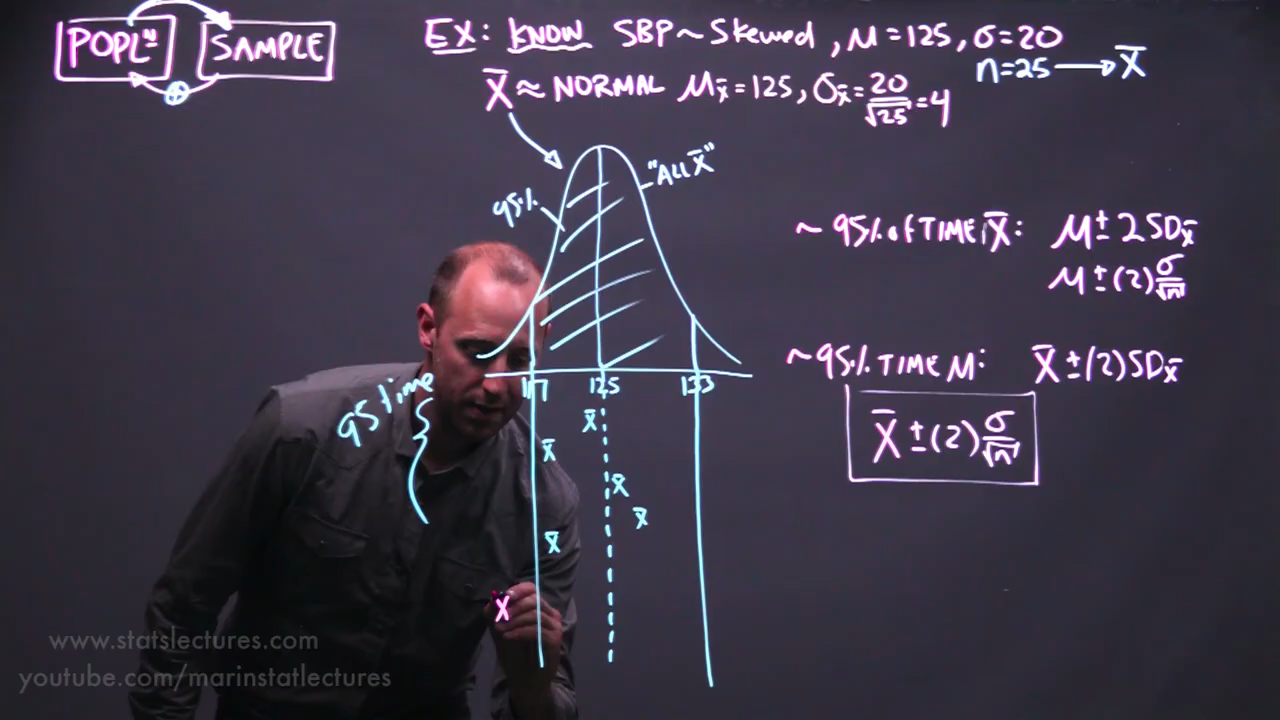 POPLᴺ
SAMPLE
EX: KNOW SBP ~ Skewed, μ = 125, σ = 20
n = 25 → X̄
X̄ ≈ NORMAL μx̄ = 125, σx̄ = 20/√25 = 4
"ALL X̄"
95%
~ 95% of TIME, X̄: μ ± 2 SDx̄
μ ± (2) σ/√n
~95% TIME μ: X̄ ± (2) SDx̄
X̄ ± (2) σ/√n
117 125 133
95 time
X̄
X̄
X̄
X̄
X̄
X
www.statslectures.com
youtube.com/marinstatlectures